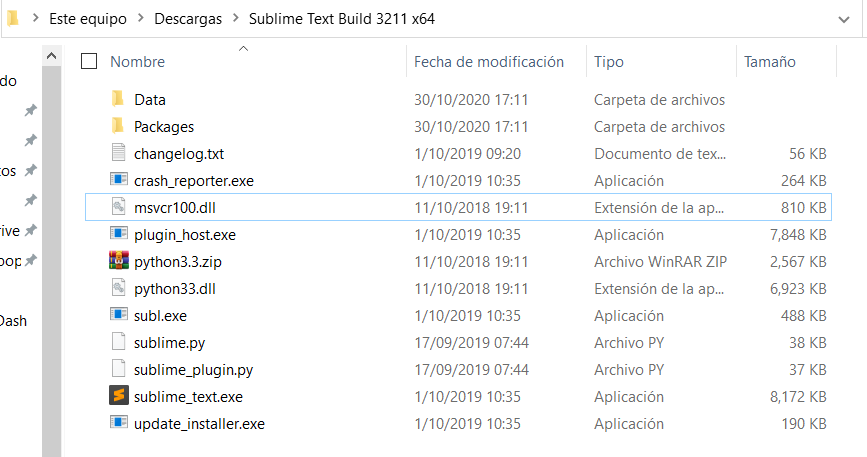 Este equipo > Descargas > Sublime Text Build 3211 x64
Nombre Fecha de modificación Tipo Tamaño
do
tos
rive
oop
Dash
Data 30/10/2020 17:11 Carpeta de archivos
Packages 30/10/2020 17:11 Carpeta de archivos
changelog.txt 1/10/2019 09:20 Documento de tex... 56 KB
crash_reporter.exe 1/10/2019 10:35 Aplicación 264 KB
msvcr100.dll 11/10/2018 19:11 Extensión de la ap... 810 KB
plugin_host.exe 1/10/2019 10:35 Aplicación 7,848 KB
python3.3.zip 11/10/2018 19:11 Archivo WinRAR ZIP 2,567 KB
python33.dll 11/10/2018 19:11 Extensión de la ap... 6,923 KB
subl.exe 1/10/2019 10:35 Aplicación 488 KB
sublime.py 17/09/2019 07:44 Archivo PY 38 KB
sublime_plugin.py 17/09/2019 07:44 Archivo PY 37 KB
sublime_text.exe 1/10/2019 10:35 Aplicación 8,172 KB
update_installer.exe 1/10/2019 10:35 Aplicación 190 KB